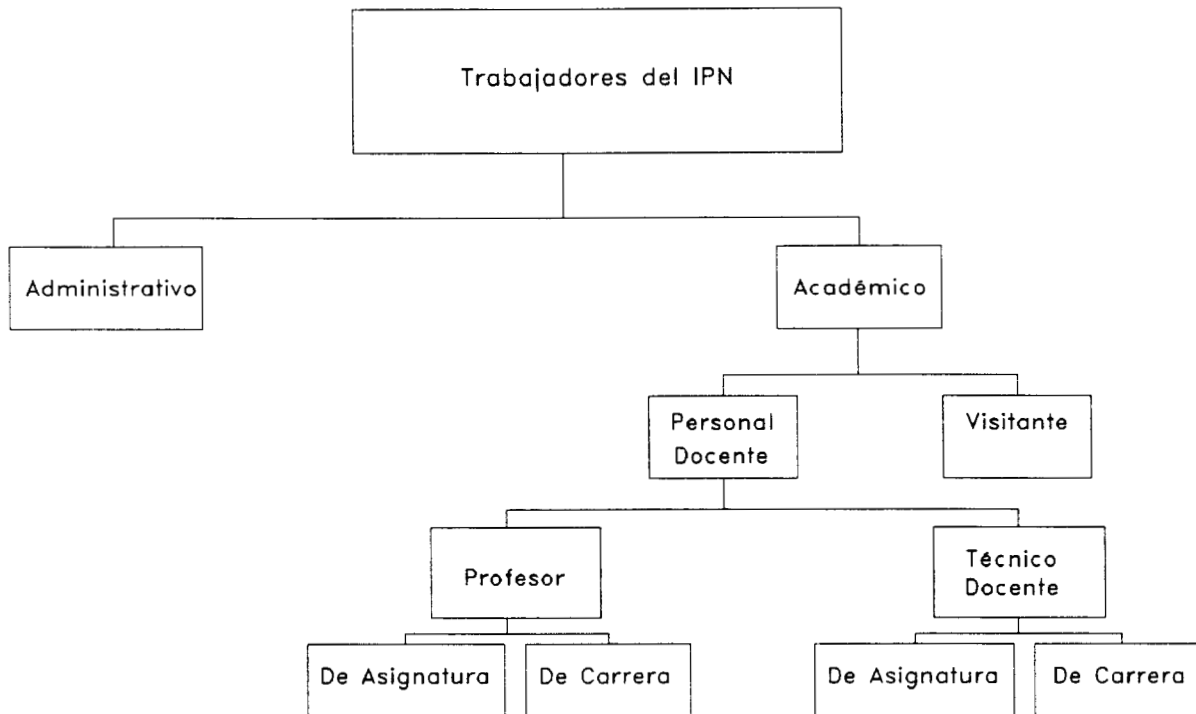 Trabajadores del IPN
Administrativo
Académico
Personal
Docente
Visitante
Profesor
Técnico
Docente
De Asignatura
De Carrera
De Asignatura
De Carrera